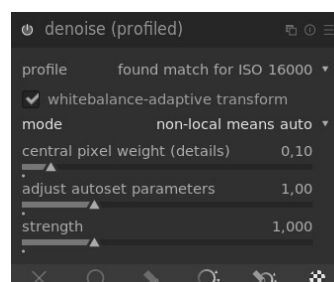 denoise (profiled)
profile found match for ISO 16000
whitebalance-adaptive transform
mode non-local means auto
central pixel weight (details) 0,10
adjust autoset parameters 1,00
strength 1,000